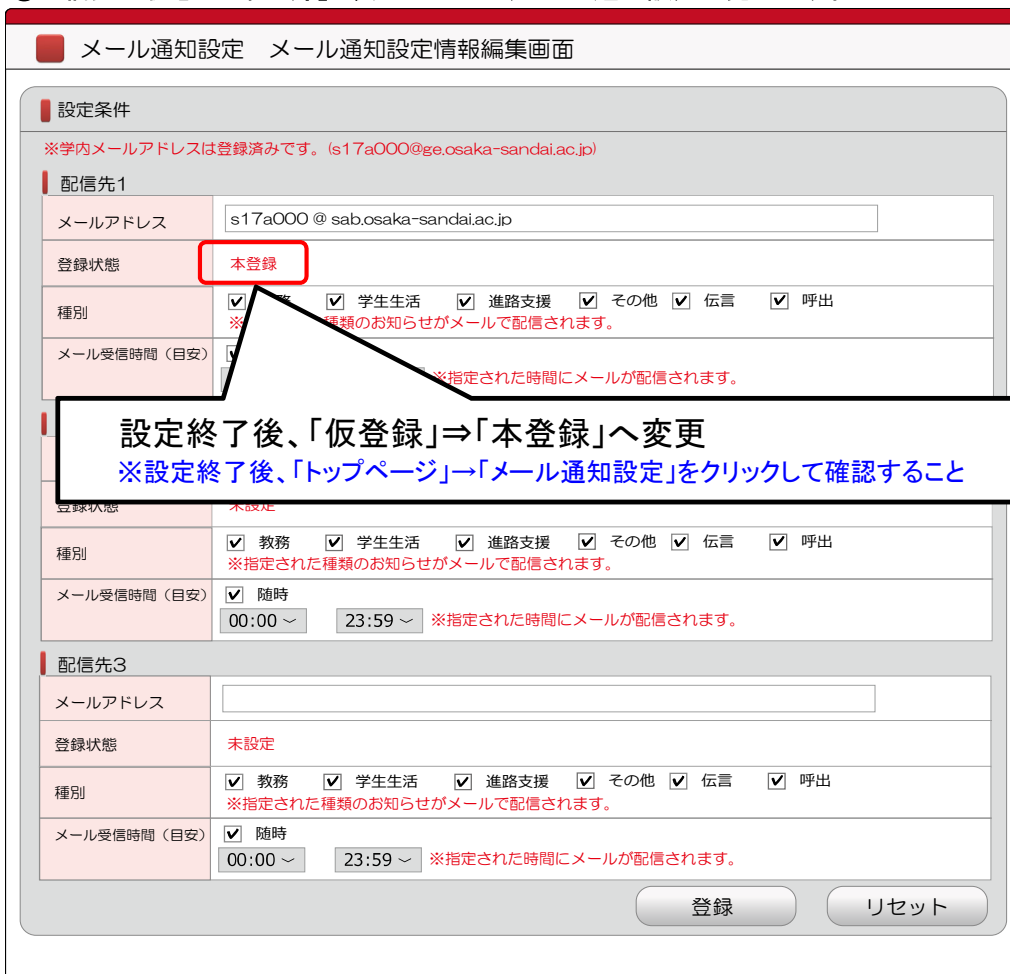 メール通知設定　メール通知設定情報編集画面
設定条件
※学内メールアドレスは登録済みです。(s17a000@ge.osaka-sandai.ac.jp)
配信先1
メールアドレス s17a000 @ sab.osaka-sandai.ac.jp
登録状態 本登録
種別 学生生活 進路支援 その他 伝言 呼出
※ 種類のお知らせがメールで配信されます。
メール受信時間（目安）
※指定された時間にメールが配信されます。
設定終了後、「仮登録」⇒「本登録」へ変更
※設定終了後、「トップページ」→「メール通知設定」をクリックして確認すること
登録状態 未設定
種別 教務 学生生活 進路支援 その他 伝言 呼出
※指定された種類のお知らせがメールで配信されます。
メール受信時間（目安） 随時
00:00 23:59 ※指定された時間にメールが配信されます。
配信先3
メールアドレス
登録状態 未設定
種別 教務 学生生活 進路支援 その他 伝言 呼出
※指定された種類のお知らせがメールで配信されます。
メール受信時間（目安） 随時
00:00 23:59 ※指定された時間にメールが配信されます。
登録 リセット